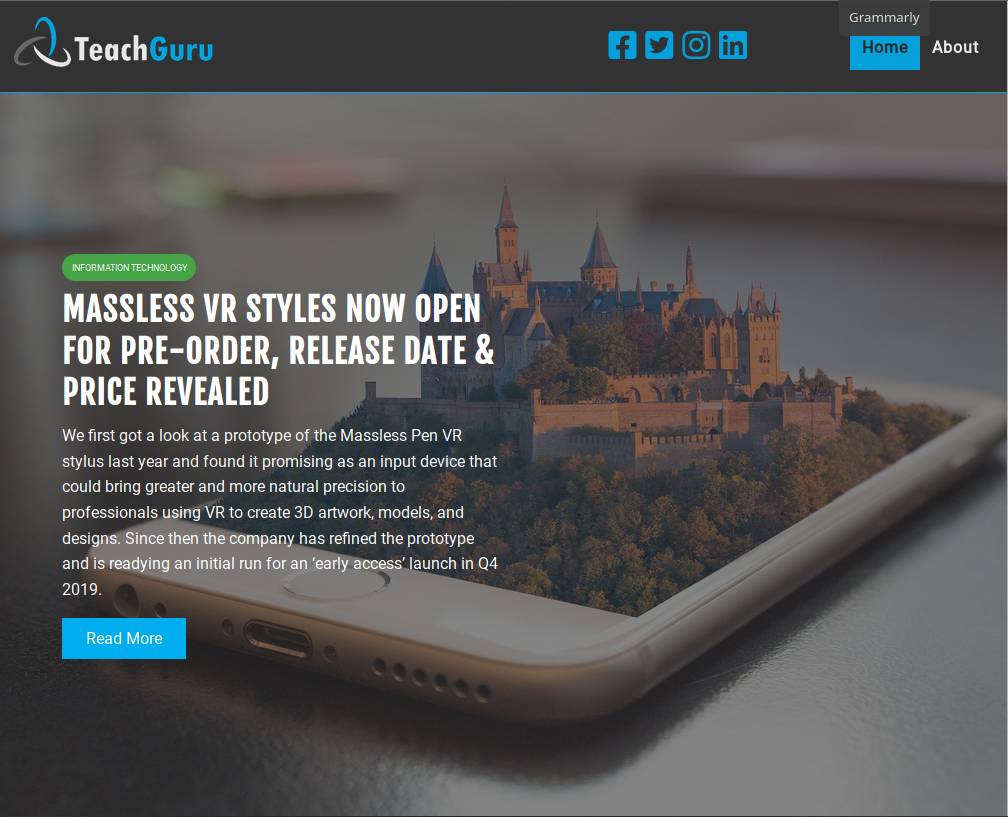 Grammarly
TeachGuru
Home About
INFORMATION TECHNOLOGY
MASSLESS VR STYLES NOW OPEN
FOR PRE-ORDER, RELEASE DATE &
PRICE REVEALED
We first got a look at a prototype of the Massless Pen VR
stylus last year and found it promising as an input device that
could bring greater and more natural precision to
professionals using VR to create 3D artwork, models, and
designs. Since then the company has refined the prototype
and is readying an initial run for an ‘early access’ launch in Q4
2019.
Read More